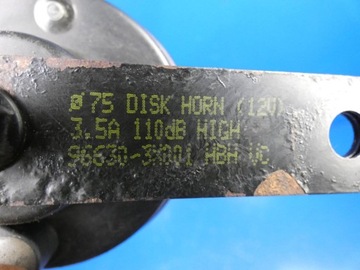 ø75 DISK HORN (12V)
3.5A 110dB HIGH
96630-3X001 HBH VC